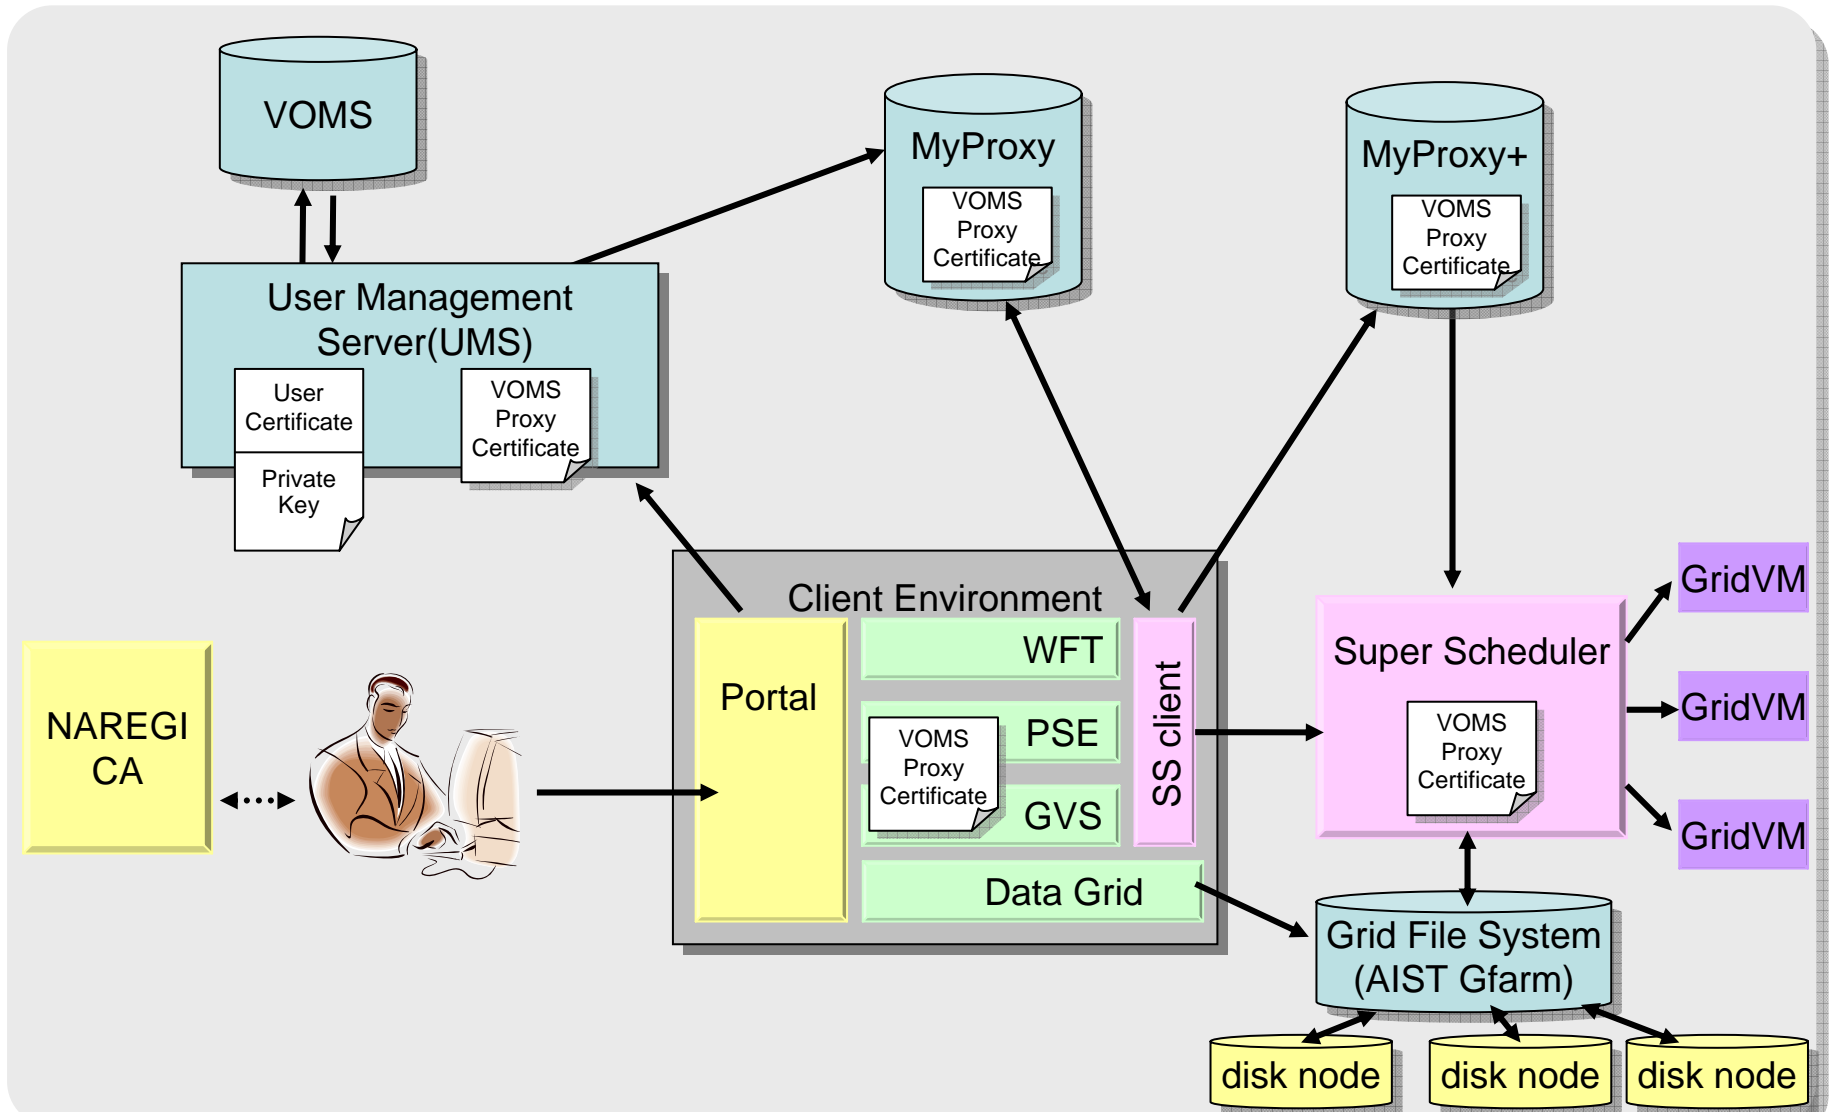 VOMS
MyProxy
VOMS
Proxy
Certificate
MyProxy+
VOMS
Proxy
Certificate
User Management
Server(UMS)
User
Certificate
Private
Key
VOMS
Proxy
Certificate
NAREGI
CA
Client Environment
Portal
WFT
PSE
GVS
VOMS
Proxy
Certificate
Data Grid
SS client
Super Scheduler
VOMS
Proxy
Certificate
GridVM
GridVM
GridVM
Grid File System
(AIST Gfarm)
disk node
disk node
disk node